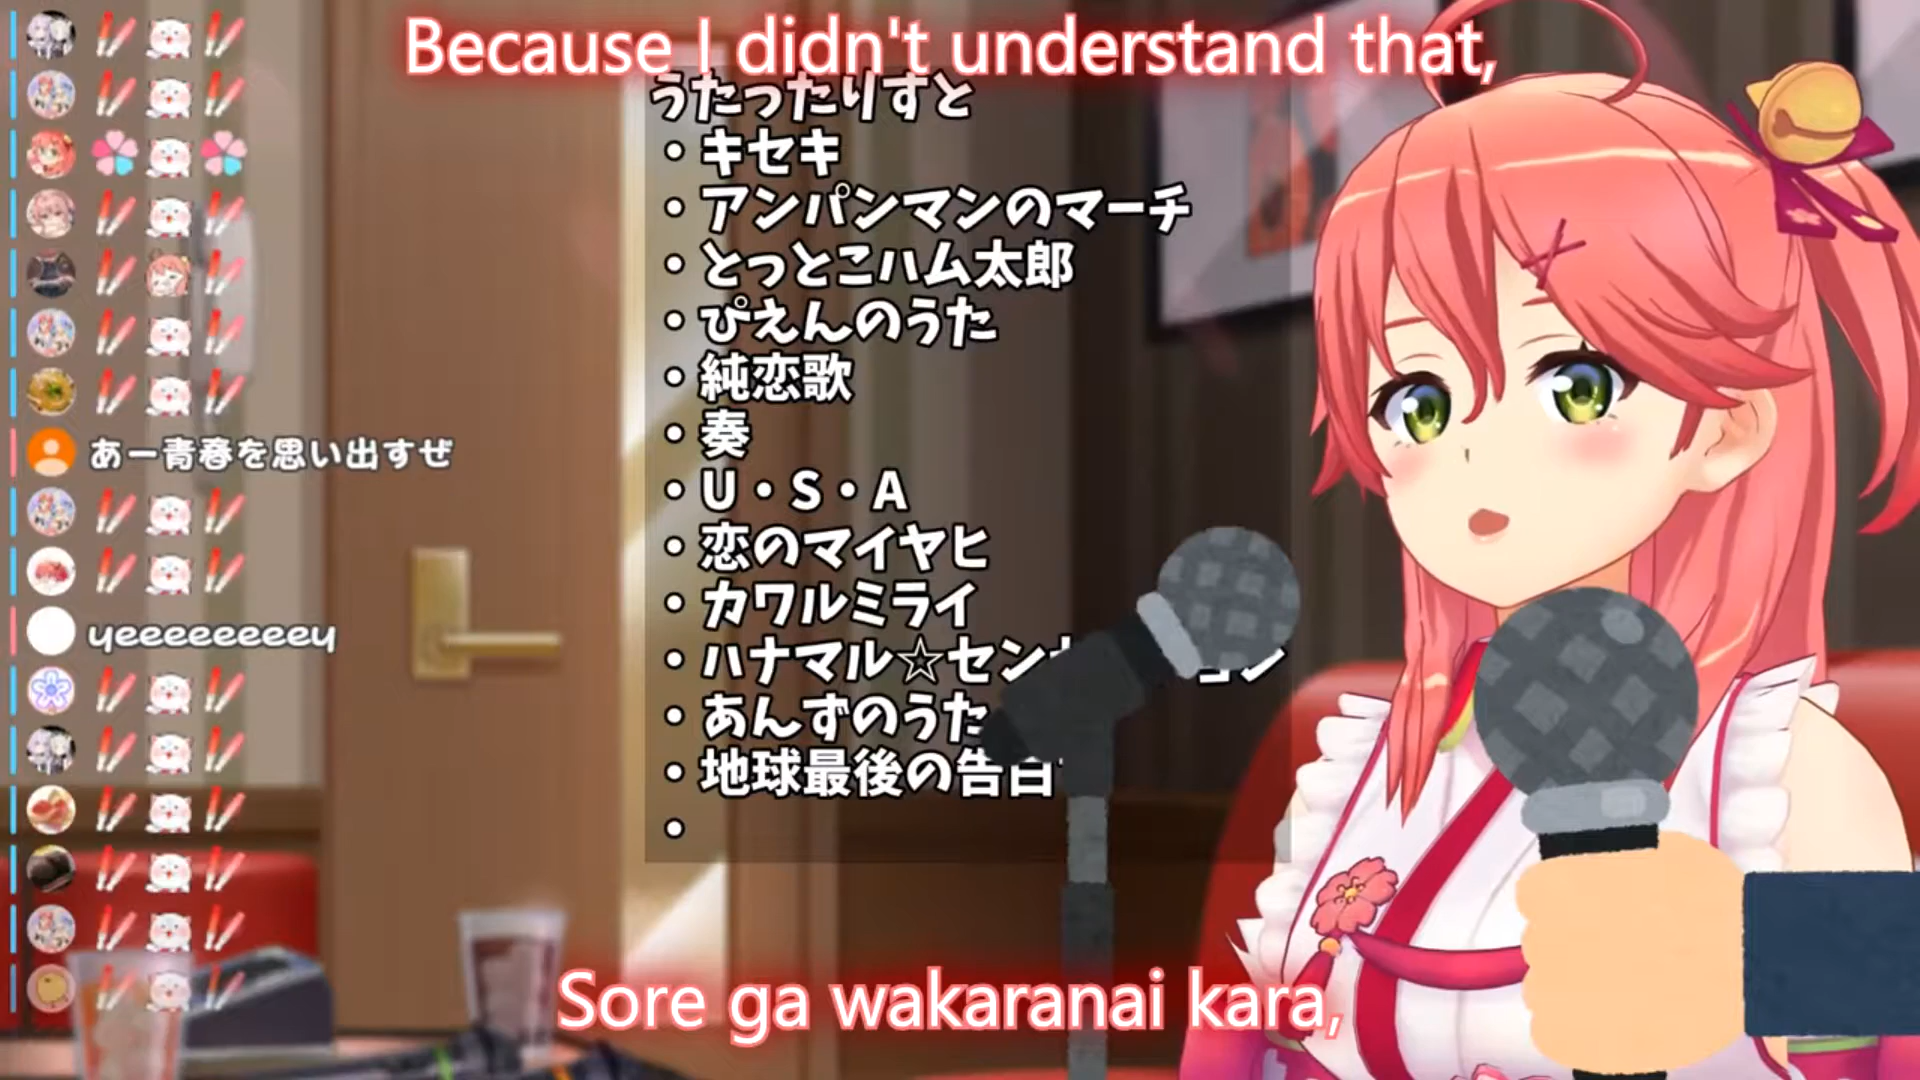 Because I didn't understand that,
うたったりすと
・キセキ
・アンパンマンのマーチ
・とっとこハム太郎
・ぴえんのうた
・純恋歌
・奏
・U・S・A
・恋のマイヤヒ
・カワルミライ
・ハナマル☆セン
・あんずのうた
・地球最後の告白
・
あー青春を思い出すぜ
yeeeeeeeeey
Sore ga wakaranai kara,